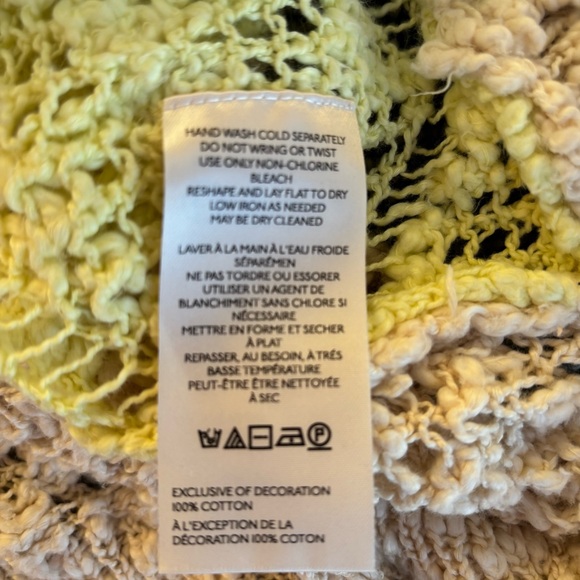 HAND WASH COLD SEPARATELY
DO NOT WRING OR TWIST
USE ONLY NON-CHLORINE
BLEACH
RESHAPE AND LAY FLAT TO DRY
LOW IRON AS NEEDED
MAY BE DRY CLEANED
LAVER À LA MAIN À L'EAU FROIDE
SÉPARÉMEN
NE PAS TORDRE OU ESSORER
UTILISER UN AGENT DE
BLANCHIMENT SANS CHLORE SI
NÉCESSAIRE
METTRE EN FORME ET SECHER
À PLAT
REPASSER, AU BESOIN, À TRÉS
BASSE TEMPÉRATURE
PEUT-ÊTRE ÊTRE NETTOYÉE
À SEC
P
EXCLUSIVE OF DECORATION
100% COTTON
À L'EXCEPTION DE LA
DÉCORATION 100% COTON